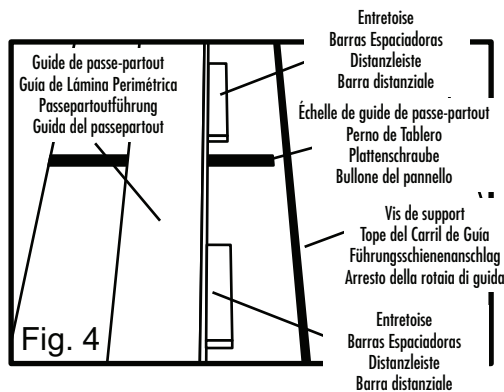 Entretoise
Barras Espaciadoras
Distanzleiste
Barra distanziale
Guide de passe-partout
Guía de Lámina Perimétrica
Passepartoutführung
Guida del passepartout
Échelle de guide de passe-partout
Perno de Tablero
Plattenschraube
Bullone del pannello
Vis de support
Tope del Carril de Guía
Führungsschienenanschlag
Arresto della rotaia di guida
Entretoise
Barras Espaciadoras
Distanzleiste
Barra distanziale
Fig. 4